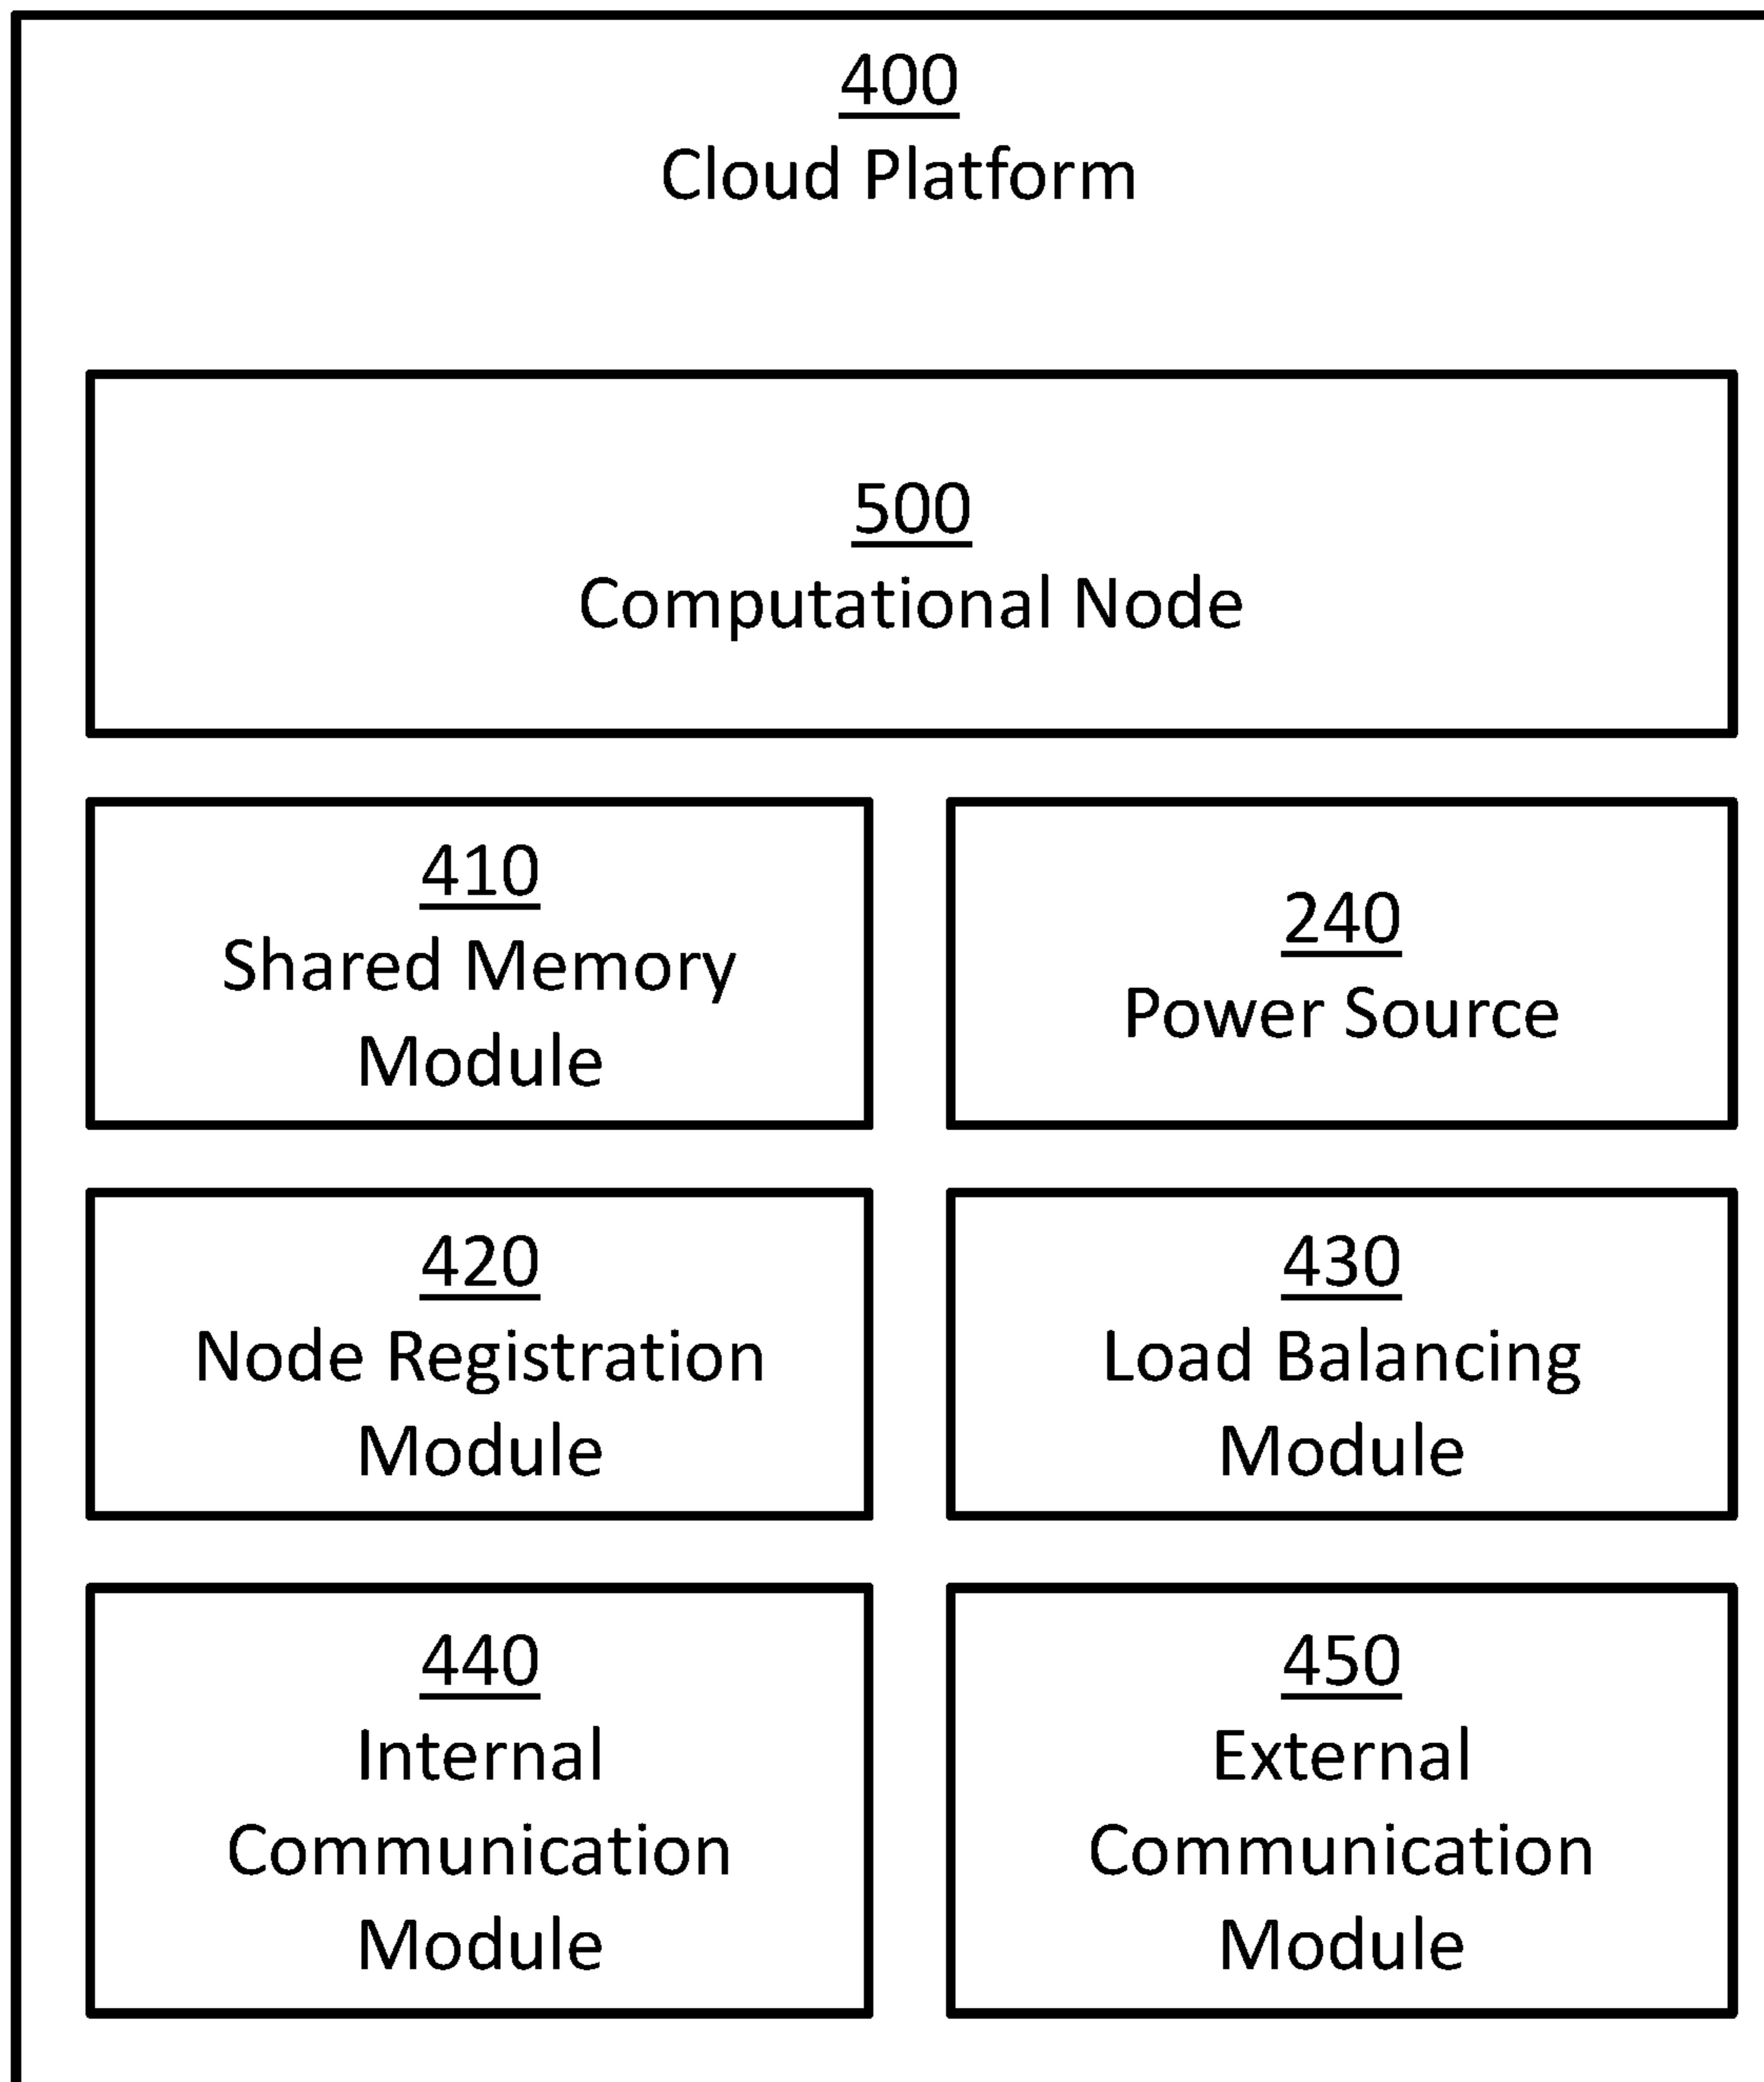 400
Cloud Platform
500
Computational Node
410
Shared Memory
Module
240
Power Source
420
Node Registration
Module
430
Load Balancing
Module
440
Internal
Communication
Module
450
External
Communication
Module